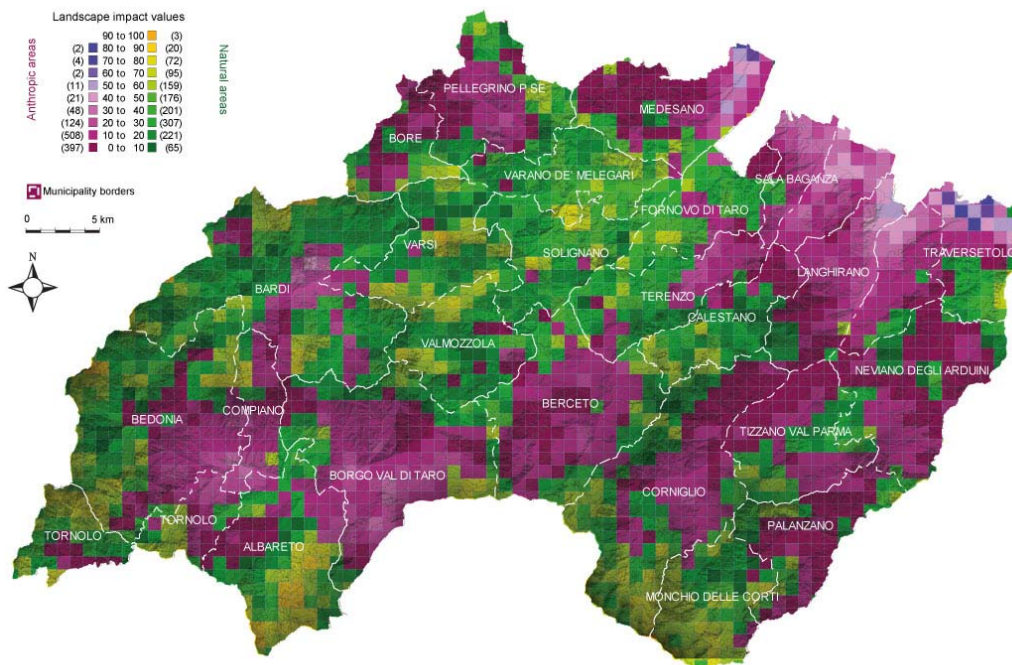 Landscape impact values
Anthropic areas
Natural areas
90 to 100 (3)
(2) 80 to 90 (20)
(4) 70 to 80 (72)
(2) 60 to 70 (95)
(11) 50 to 60 (159)
(21) 40 to 50 (176)
(48) 30 to 40 (201)
(124) 20 to 30 (307)
(508) 10 to 20 (221)
(397) 0 to 10 (65)
Municipality borders
0 5 km
N
PELLEGRINO P.SE
MEDESANO
BORE
VARANO DE' MELEGARI
SALA BAGANZA
FORNOVO DI TARO
VARSI
SOLIGNANO
TRAVERSETOLO
LANGHIRANO
BARDI
TERENZO
CALESTANO
VALMOZZOLA
NEVIANO DEGLI ARDUINI
BERCETO
COMPIANO
BEDONIA
TIZZANO VAL PARMA
BORGO VAL DI TARO
CORNIGLIO
TORNOLO
PALANZANO
TORNOLO
ALBARETO
MONCHIO DELLE CORTI